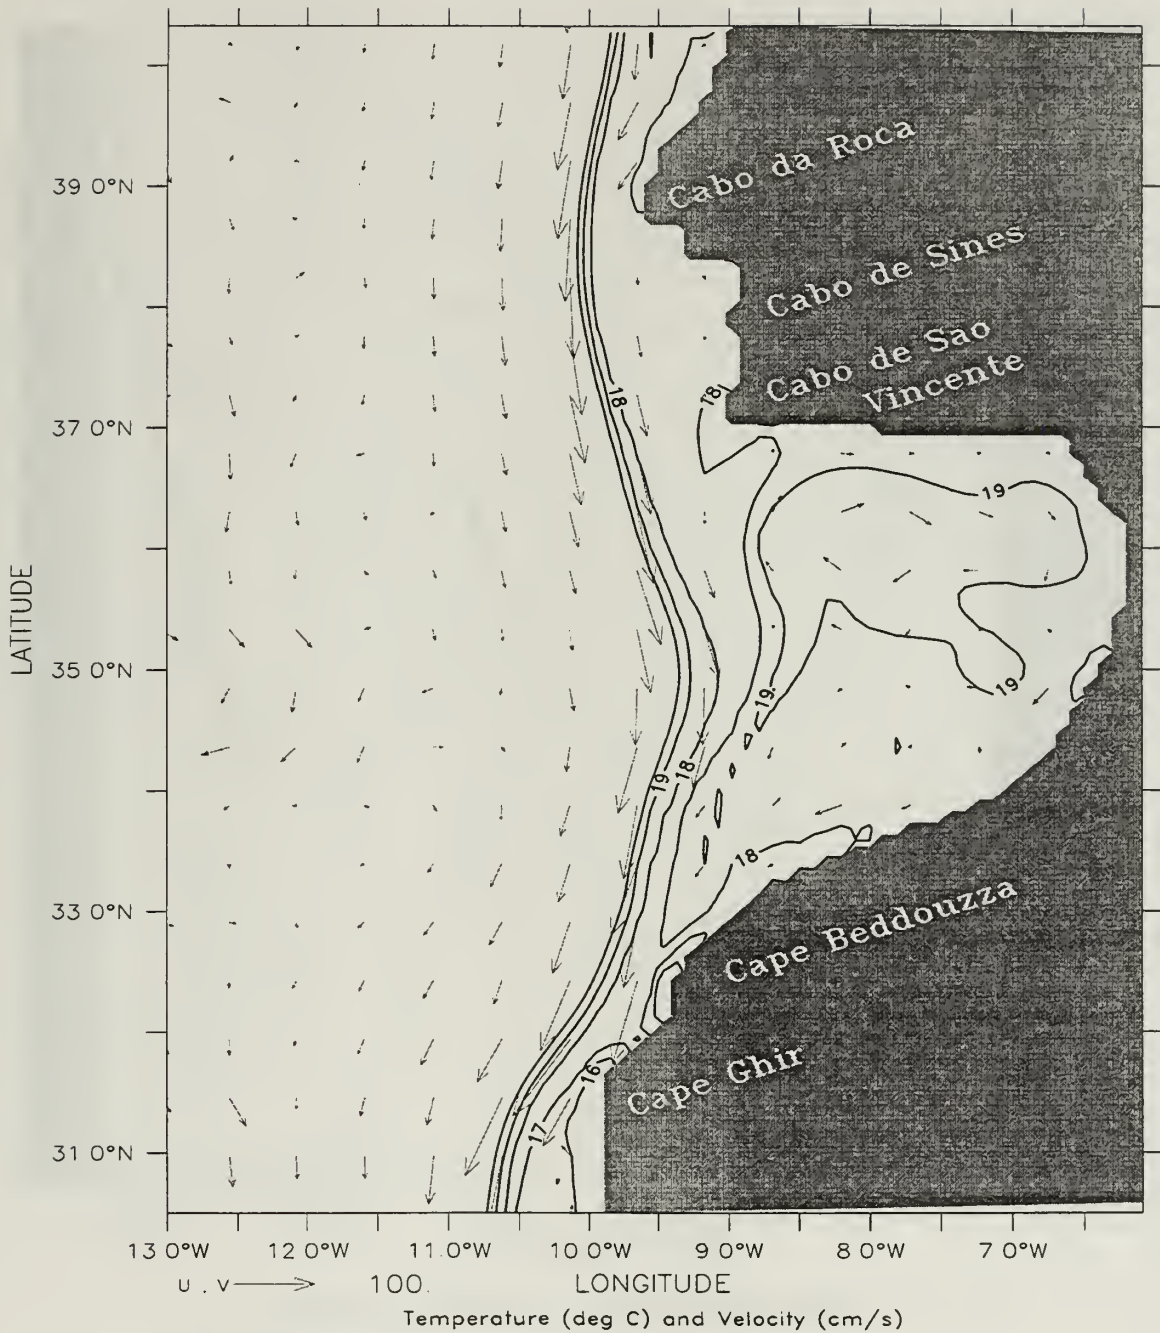 Cabo da Roca
39 0°N
Cabo de Sines
Cabo de Sao
Vincente
18
18
37 0°N
19
LATITUDE
35 0°N
19
19
19
18
18
33 0°N
Cape Beddouzza
16
Cape Ghir
17
31 0°N
13 0°W 12 0°W 11.0°W 10 0°W 9 0°W 8 0°W 7 0°W
u . v 100. LONGITUDE
Temperature (deg C) and Velocity (cm/s)